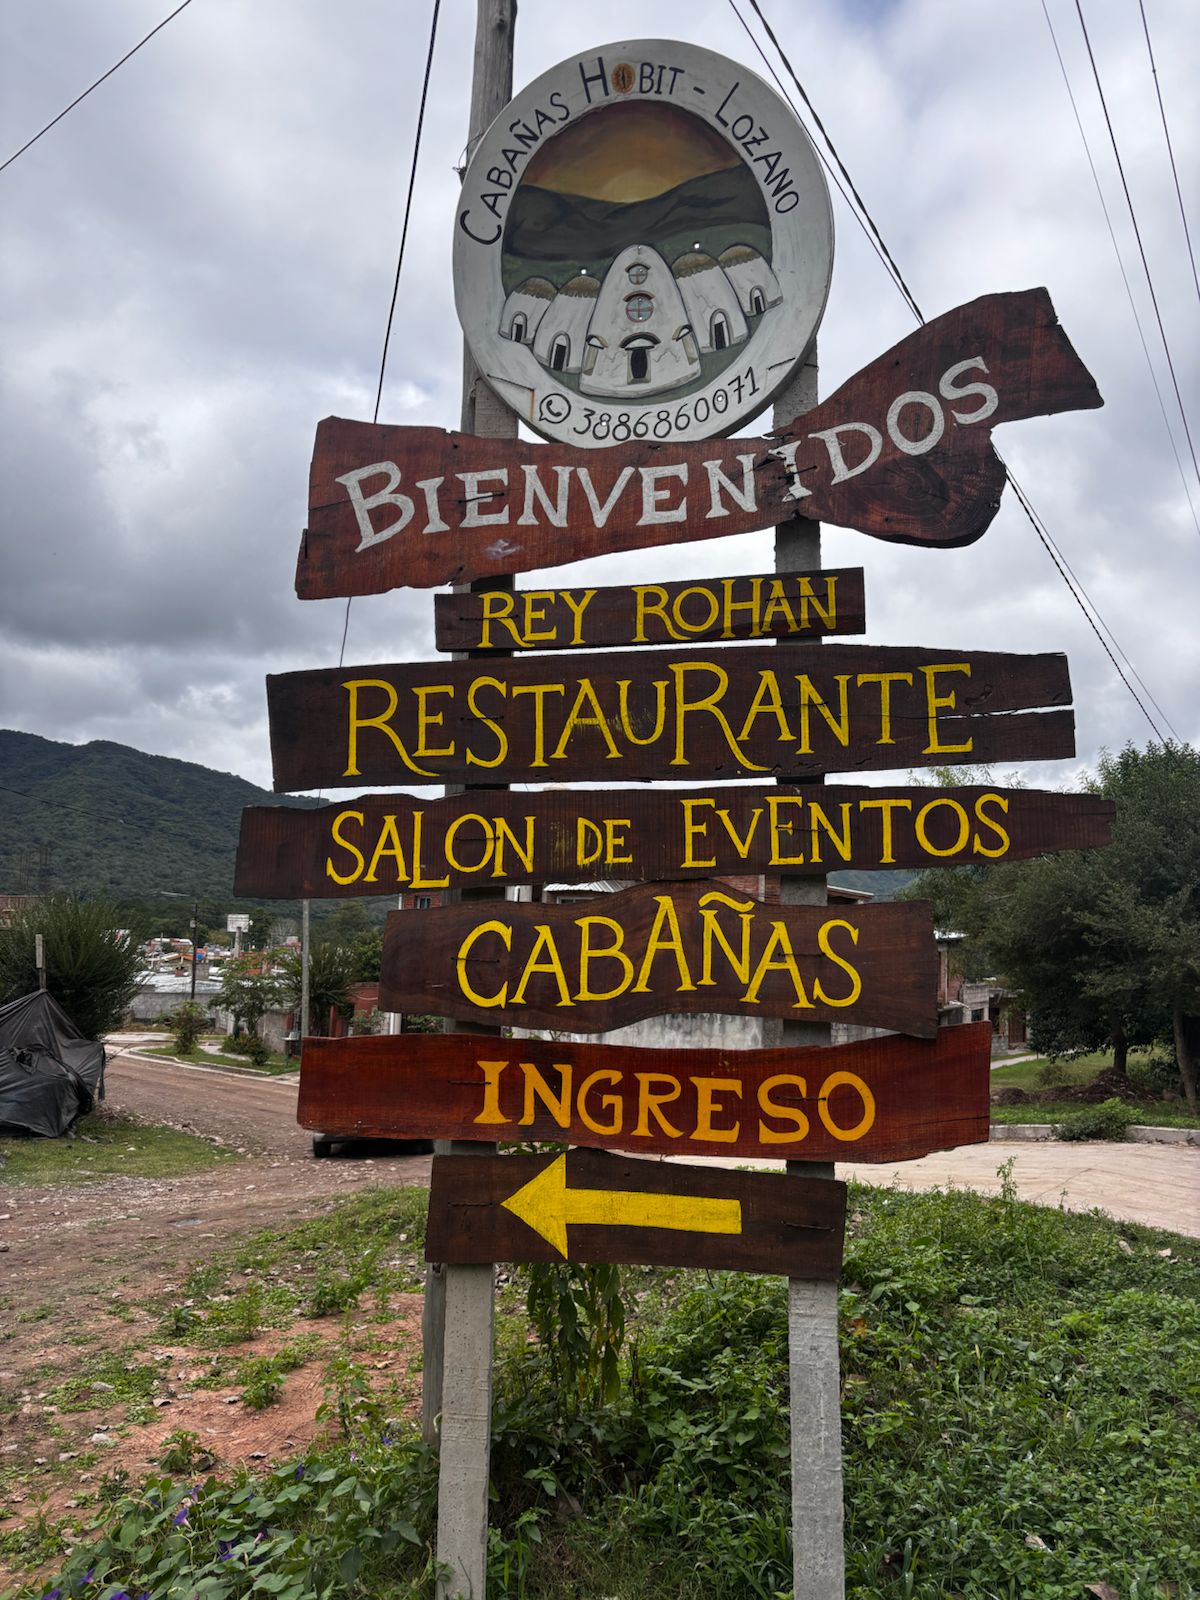 CABAÑAS HOBIT - LOZANO
3886860071
BIENVENIDOS
REY ROHAN
RESTAURANTE
SALON DE EVENTOS
CABAÑAS
INGRESO